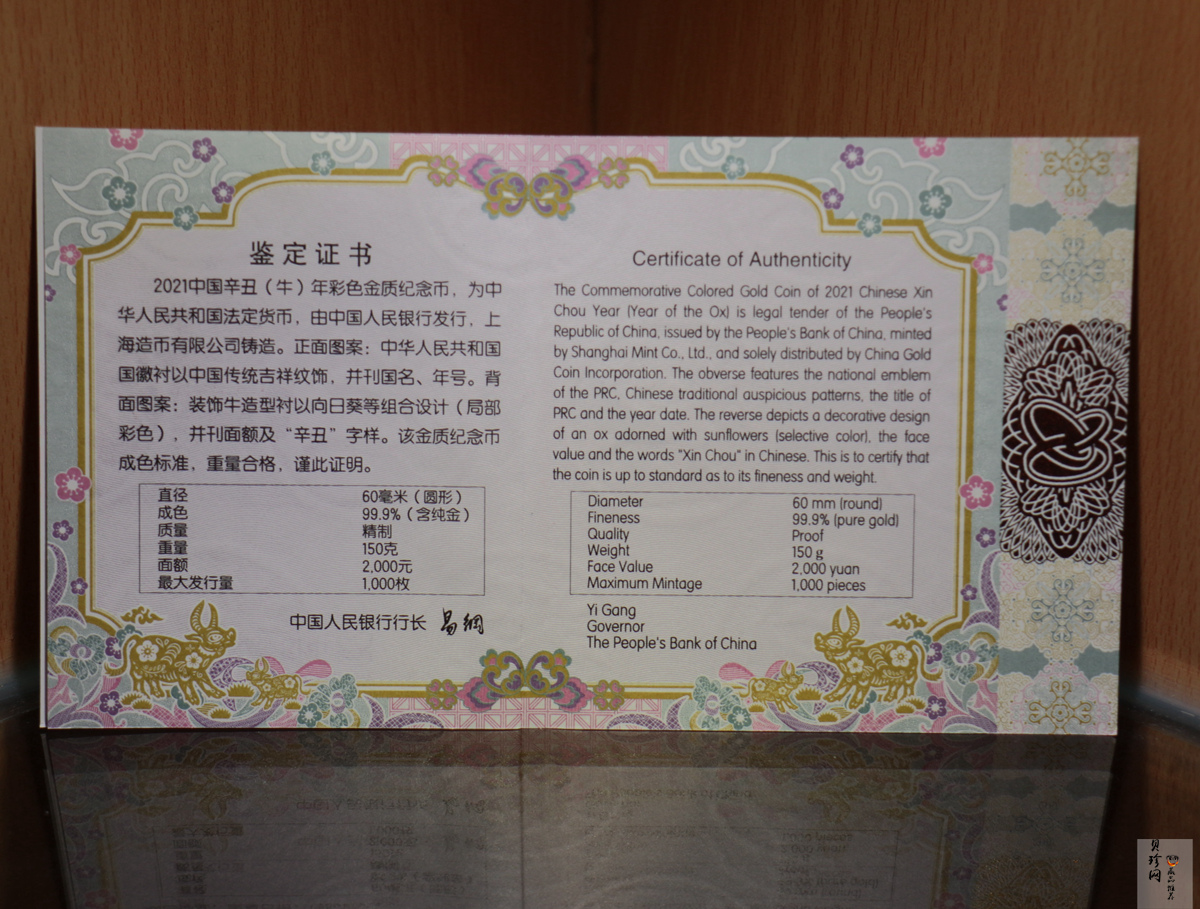 鉴定证书
2021中国辛丑（牛）年彩色金质纪念币，为中
华人民共和国法定货币，由中国人民银行发行，上
海造币有限公司铸造。正面图案：中华人民共和国
国徽衬以中国传统吉祥纹饰，并刊国名、年号。背
面图案：装饰牛造型衬以向日葵等组合设计（局部
彩色），并刊面额及“辛丑”字样。该金质纪念币
成色标准，重量合格，谨此证明。
直径 60毫米（圆形）
成色 99.9%（含纯金）
质量 精制
重量 150克
面额 2,000元
最大发行量 1,000枚
中国人民银行行长 易纲
Certificate of Authenticity
The Commemorative Colored Gold Coin of 2021 Chinese Xin
Chou Year (Year of the Ox) is legal tender of the People's
Republic of China, issued by the People's Bank of China, minted
by Shanghai Mint Co., Ltd., and solely distributed by China Gold
Coin Incorporation. The obverse features the national emblem
of the PRC, Chinese traditional auspicious patterns, the title of
PRC and the year date. The reverse depicts a decorative design
of an ox adorned with sunflowers (selective color), the face
value and the words "Xin Chou" in Chinese. This is to certify that
the coin is up to standard as to its fineness and weight.
Diameter 60 mm (round)
Fineness 99.9% (pure gold)
Quality Proof
Weight 150 g
Face Value 2,000 yuan
Maximum Mintage 1,000 pieces
Yi Gang
Governor
The People's Bank of China
贝珍网